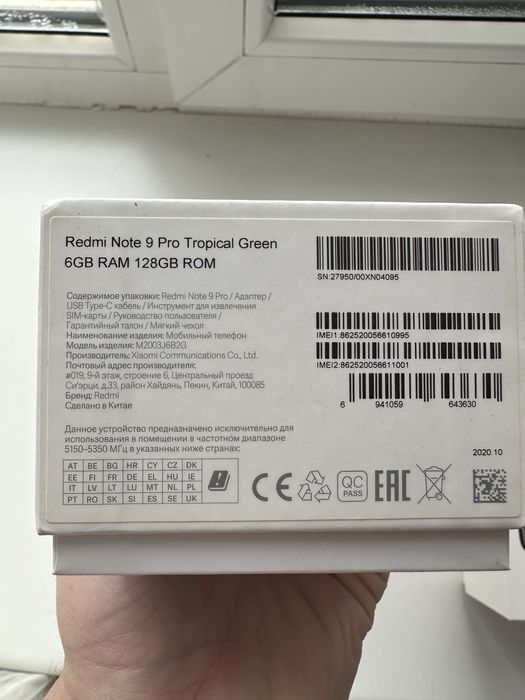 Redmi Note 9 Pro Tropical Green
6GB RAM 128GB ROM
SN:27950/00XN04095
Содержимое упаковки: Redmi Note 9 Pro / Адаптер /
USB Type-C кабель / Инструмент для извлечения
SIM-карты / Руководство пользователя /
Гарантийный талон / Мягкий чехол
Наименование изделия: Мобильный телефон
Модель изделия: M2003J6B2G
Производитель: Xiaomi Communications Co., Ltd.
Почтовый адрес производителя:
#019, 9-й этаж, строение 6, Центральный проезд
Си'эрци, д.33, район Хайдянь, Пекин, Китай, 100085
Бренд: Redmi
Сделано в Китае
IMEI1:862520056610995
IMEI2:862520056611001
6 941059 643630
Данное устройство предназначено исключительно для
использования в помещении в частотном диапазоне
5150-5350 МГц в указанных ниже странах:
2020.10
AT BE BG HR CY CZ DK
EE FI FR DE EL HU IE
IT LV LT LU MT NL PL
PT RO SK SI ES SE UK
CE
QC
PASS
EAC